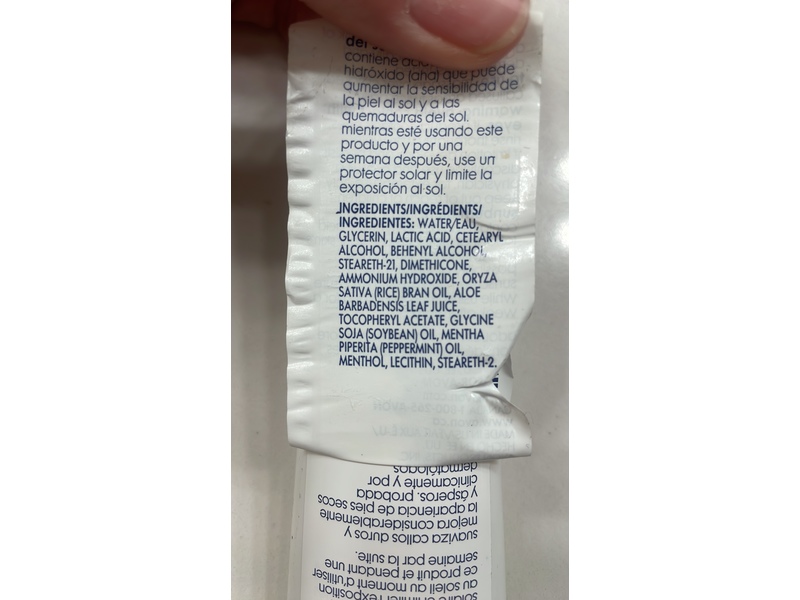 contiene
hidróxido (aha) que puede
aumentar la sensibilidad de
la piel al sol y a las
quemaduras del sol.
mientras esté usando este
producto y por una
semana después, use un
protector solar y limite la
exposición al sol.
INGREDIENTS/INGRÉDIENTS/
INGREDIENTES: WATER/EAU,
GLYCERIN, LACTIC ACID, CETEARYL
ALCOHOL, BEHENYL ALCOHOL,
STEARETH-21, DIMETHICONE,
AMMONIUM HYDROXIDE, ORYZA
SATIVA (RICE) BRAN OIL, ALOE
BARBADENSIS LEAF JUICE,
TOCOPHERYL ACETATE, GLYCINE
SOJA (SOYBEAN) OIL, MENTHA
PIPERITA (PEPPERMINT) OIL,
MENTHOL, LECITHIN, STEARETH-2.
solaire et limiter l'exposition
au soleil au moment d'utiliser
ce produit et pendant une
semaine par la suite.
suaviza callos duros y
mejora considerablemente
la apariencia de pies secos
y ásperos. probada
clínicamente y por
dermatólogos